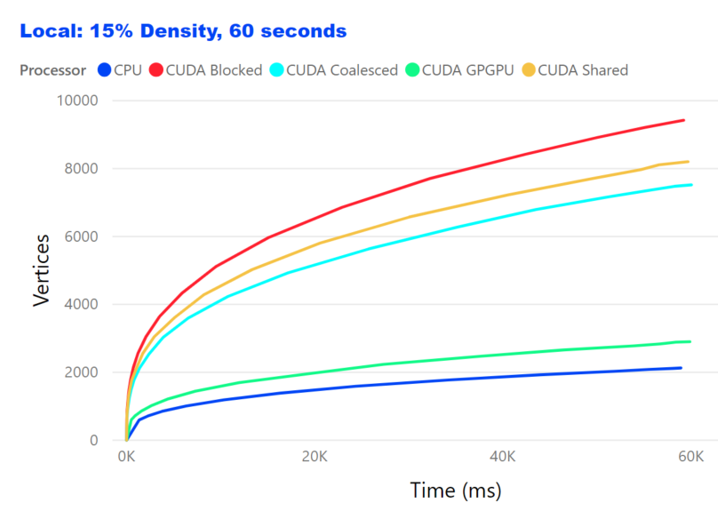 Local: 15% Density, 60 seconds
Processor CPU CUDA Blocked CUDA Coalesced CUDA GPGPU CUDA Shared
10000
8000
6000
4000
2000
0
Vertices
0K 20K 40K 60K
Time (ms)